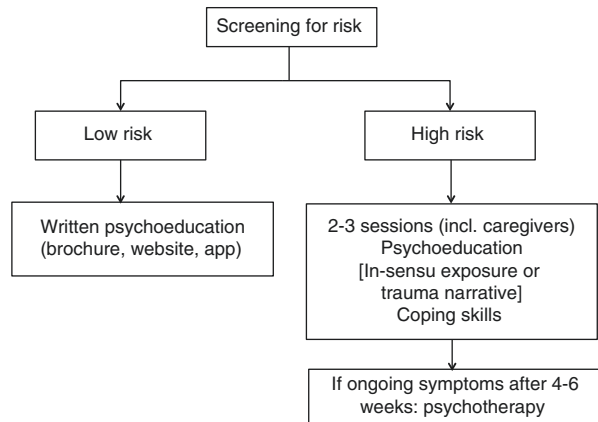 Screening for risk
Low risk
High risk
Written psychoeducation
(brochure, website, app)
2-3 sessions (incl. caregivers)
Psychoeducation
[In-sensu exposure or
trauma narrative]
Coping skills
If ongoing symptoms after 4-6
weeks: psychotherapy